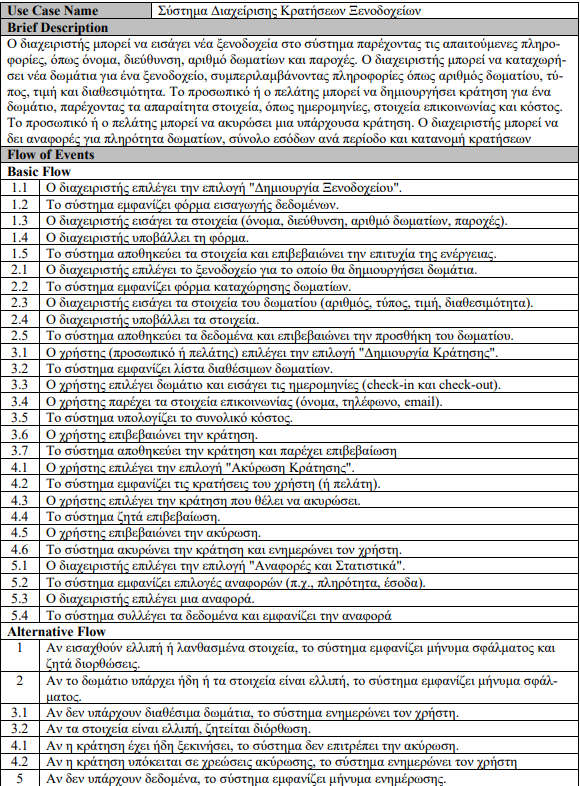 Use Case Name Σύστημα Διαχείρισης Κρατήσεων Ξενοδοχείων
Brief Description
Ο διαχειριστής μπορεί να εισάγει νέα ξενοδοχεία στο σύστημα παρέχοντας τις απαιτούμενες πληρο-
φορίες, όπως όνομα, διεύθυνση, αριθμό δωματίων και παροχές. Ο διαχειριστής μπορεί να καταχωρή-
σει νέα δωμάτια για ένα ξενοδοχείο, συμπεριλαμβάνοντας πληροφορίες όπως αριθμός δωματίου, τύ-
πος, τιμή και διαθεσιμότητα. Το προσωπικό ή ο πελάτης μπορεί να δημιουργήσει κράτηση για ένα
δωμάτιο, παρέχοντας τα απαραίτητα στοιχεία, όπως ημερομηνίες, στοιχεία επικοινωνίας και κόστος.
Το προσωπικό ή ο πελάτης μπορεί να ακυρώσει μια υπάρχουσα κράτηση. Ο διαχειριστής μπορεί να
δει αναφορές για πληρότητα δωματίων, σύνολο εσόδων ανά περίοδο και κατανομή κρατήσεων
Flow of Events
Basic Flow
1.1 Ο διαχειριστής επιλέγει την επιλογή "Δημιουργία Ξενοδοχείου".
1.2 Το σύστημα εμφανίζει φόρμα εισαγωγής δεδομένων.
1.3 Ο διαχειριστής εισάγει τα στοιχεία (όνομα, διεύθυνση, αριθμό δωματίων, παροχές).
1.4 Ο διαχειριστής υποβάλλει τη φόρμα.
1.5 Το σύστημα αποθηκεύει τα στοιχεία και επιβεβαιώνει την επιτυχία της ενέργειας.
2.1 Ο διαχειριστής επιλέγει το ξενοδοχείο για το οποίο θα δημιουργήσει δωμάτια.
2.2 Το σύστημα εμφανίζει φόρμα καταχώρησης δωματίων.
2.3 Ο διαχειριστής εισάγει τα στοιχεία του δωματίου (αριθμός, τύπος, τιμή, διαθεσιμότητα).
2.4 Ο διαχειριστής υποβάλλει τα στοιχεία.
2.5 Το σύστημα αποθηκεύει τα δεδομένα και επιβεβαιώνει την προσθήκη του δωματίου.
3.1 Ο χρήστης (προσωπικό ή πελάτης) επιλέγει την επιλογή "Δημιουργία Κράτησης".
3.2 Το σύστημα εμφανίζει λίστα διαθέσιμων δωματίων.
3.3 Ο χρήστης επιλέγει δωμάτιο και εισάγει τις ημερομηνίες (check-in και check-out).
3.4 Ο χρήστης παρέχει τα στοιχεία επικοινωνίας (όνομα, τηλέφωνο, email).
3.5 Το σύστημα υπολογίζει το συνολικό κόστος.
3.6 Ο χρήστης επιβεβαιώνει την κράτηση.
3.7 Το σύστημα αποθηκεύει την κράτηση και παρέχει επιβεβαίωση
4.1 Ο χρήστης επιλέγει την επιλογή "Ακύρωση Κράτησης".
4.2 Το σύστημα εμφανίζει τις κρατήσεις του χρήστη (ή πελάτη).
4.3 Ο χρήστης επιλέγει την κράτηση που θέλει να ακυρώσει.
4.4 Το σύστημα ζητά επιβεβαίωση.
4.5 Ο χρήστης επιβεβαιώνει την ακύρωση.
4.6 Το σύστημα ακυρώνει την κράτηση και ενημερώνει τον χρήστη.
5.1 Ο διαχειριστής επιλέγει την επιλογή "Αναφορές και Στατιστικά".
5.2 Το σύστημα εμφανίζει επιλογές αναφορών (π.χ., πληρότητα, έσοδα).
5.3 Ο διαχειριστής επιλέγει μια αναφορά.
5.4 Το σύστημα συλλέγει τα δεδομένα και εμφανίζει την αναφορά
Alternative Flow
1 Αν εισαχθούν ελλιπή ή λανθασμένα στοιχεία, το σύστημα εμφανίζει μήνυμα σφάλματος και
ζητά διορθώσεις.
2 Αν το δωμάτιο υπάρχει ήδη ή τα στοιχεία είναι ελλιπή, το σύστημα εμφανίζει μήνυμα σφάλ-
ματος.
3.1 Αν δεν υπάρχουν διαθέσιμα δωμάτια, το σύστημα ενημερώνει τον χρήστη.
3.2 Αν τα στοιχεία είναι ελλιπή, ζητείται διόρθωση.
4.1 Αν η κράτηση έχει ήδη ξεκινήσει, το σύστημα δεν επιτρέπει την ακύρωση.
4.2 Αν η κράτηση υπόκειται σε χρεώσεις ακύρωσης, το σύστημα ενημερώνει τον χρήστη
5 Αν δεν υπάρχουν δεδομένα, το σύστημα εμφανίζει μήνυμα ενημέρωσης.